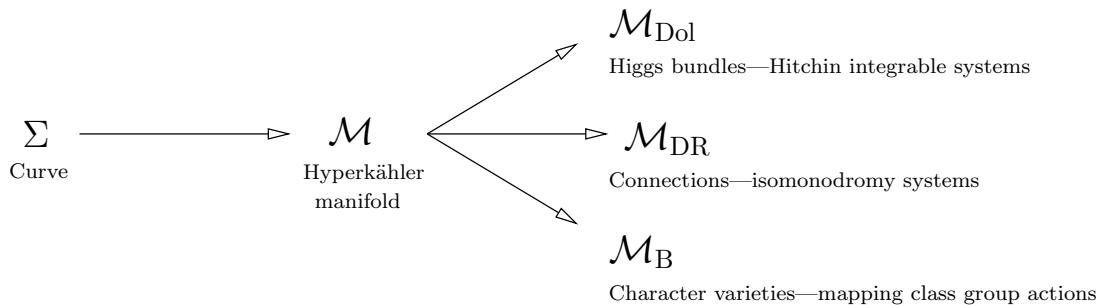 Σ
Curve
ℳ
Hyperkähler
manifold
ℳ_Dol
Higgs bundles—Hitchin integrable systems
ℳ_DR
Connections—isomonodromy systems
ℳ_B
Character varieties—mapping class group actions